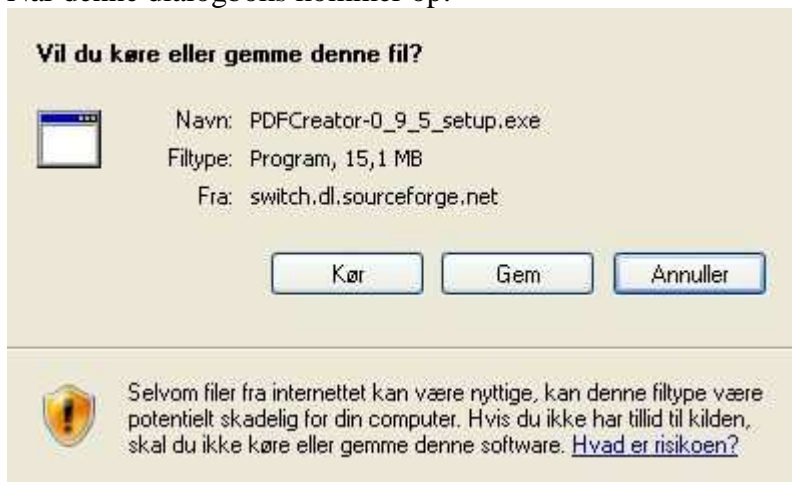 Vil du køre eller gemme denne fil?
Navn: PDFCreator-0_9_5_setup.exe
Filtype: Program, 15,1 MB
Fra: switch.dl.sourceforge.net
Kør Gem Annuller
Selvom filer fra internettet kan være nyttige, kan denne filtype være
potentielt skadelig for din computer. Hvis du ikke har tillid til kilden,
skal du ikke køre eller gemme denne software. Hvad er risikoen?